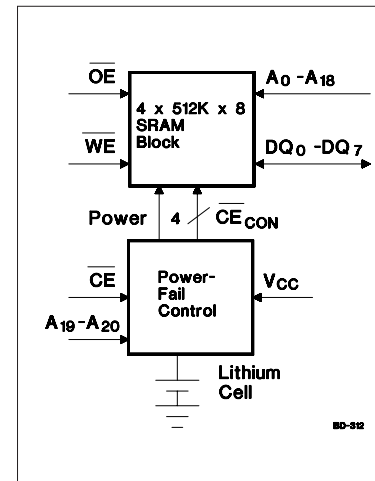 OE
A0 -A18
4 x 512K x 8
SRAM
Block
WE
DQ0 -DQ7
Power
4
CECON
CE
Power-
Fail
Control
VCC
A19-A20
Lithium
Cell
BD-312